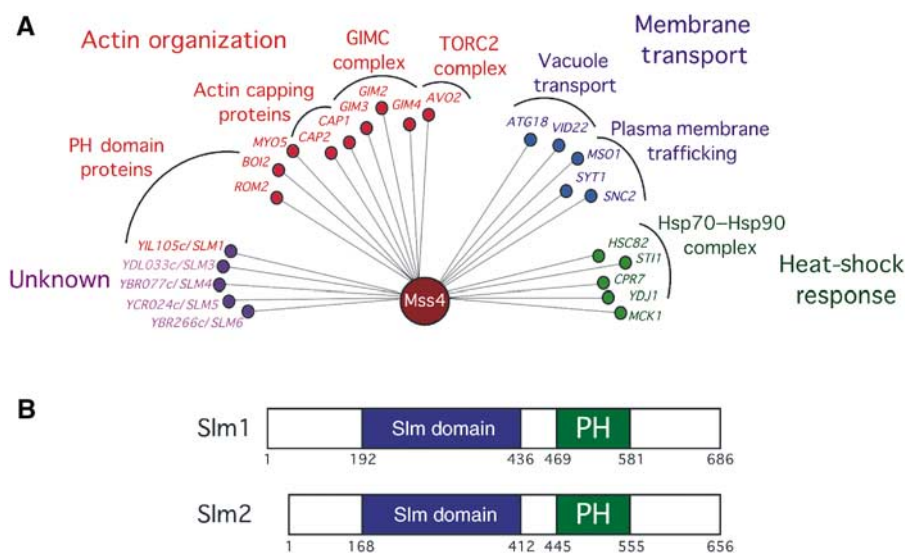 A
Actin organization
GIMC
complex
TORC2
complex
Membrane
transport
Vacuole
transport
Actin capping
proteins
GIM2
GIM3
GIM4
AVO2
CAP1
CAP2
MYO5
BOI2
ROM2
PH domain
proteins
ATG18
VID22
MSO1
SYT1
SNC2
Plasma membrane
trafficking
YIL105c/SLM1
YDL033c/SLM3
YBR077c/SLM4
YCR024c/SLM5
YBR266c/SLM6
Unknown
Mss4
HSC82
STI1
CPR7
YDJ1
MCK1
Hsp70–Hsp90
complex
Heat-shock
response
B
Slm1
Slm domain
PH
1 192 436 469 581 686
Slm2
Slm domain
PH
1 168 412 445 555 656